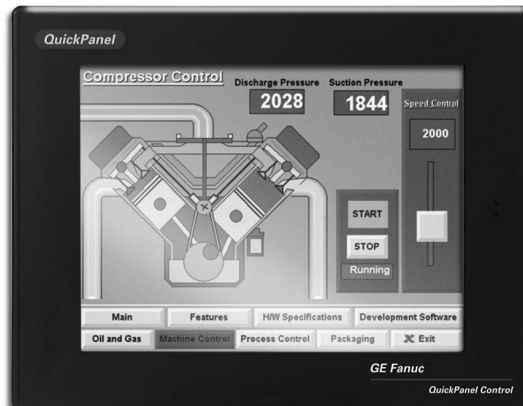 QuickPanel
Compressor Control
Discharge Pressure
Suction Pressure
2028
1844
Speed Control
2000
START
STOP
Running
Main
Features
H/W Specifications
Development Software
Oil and Gas
Machine Control
Process Control
Packaging
Exit
GE Fanuc
QuickPanel Control